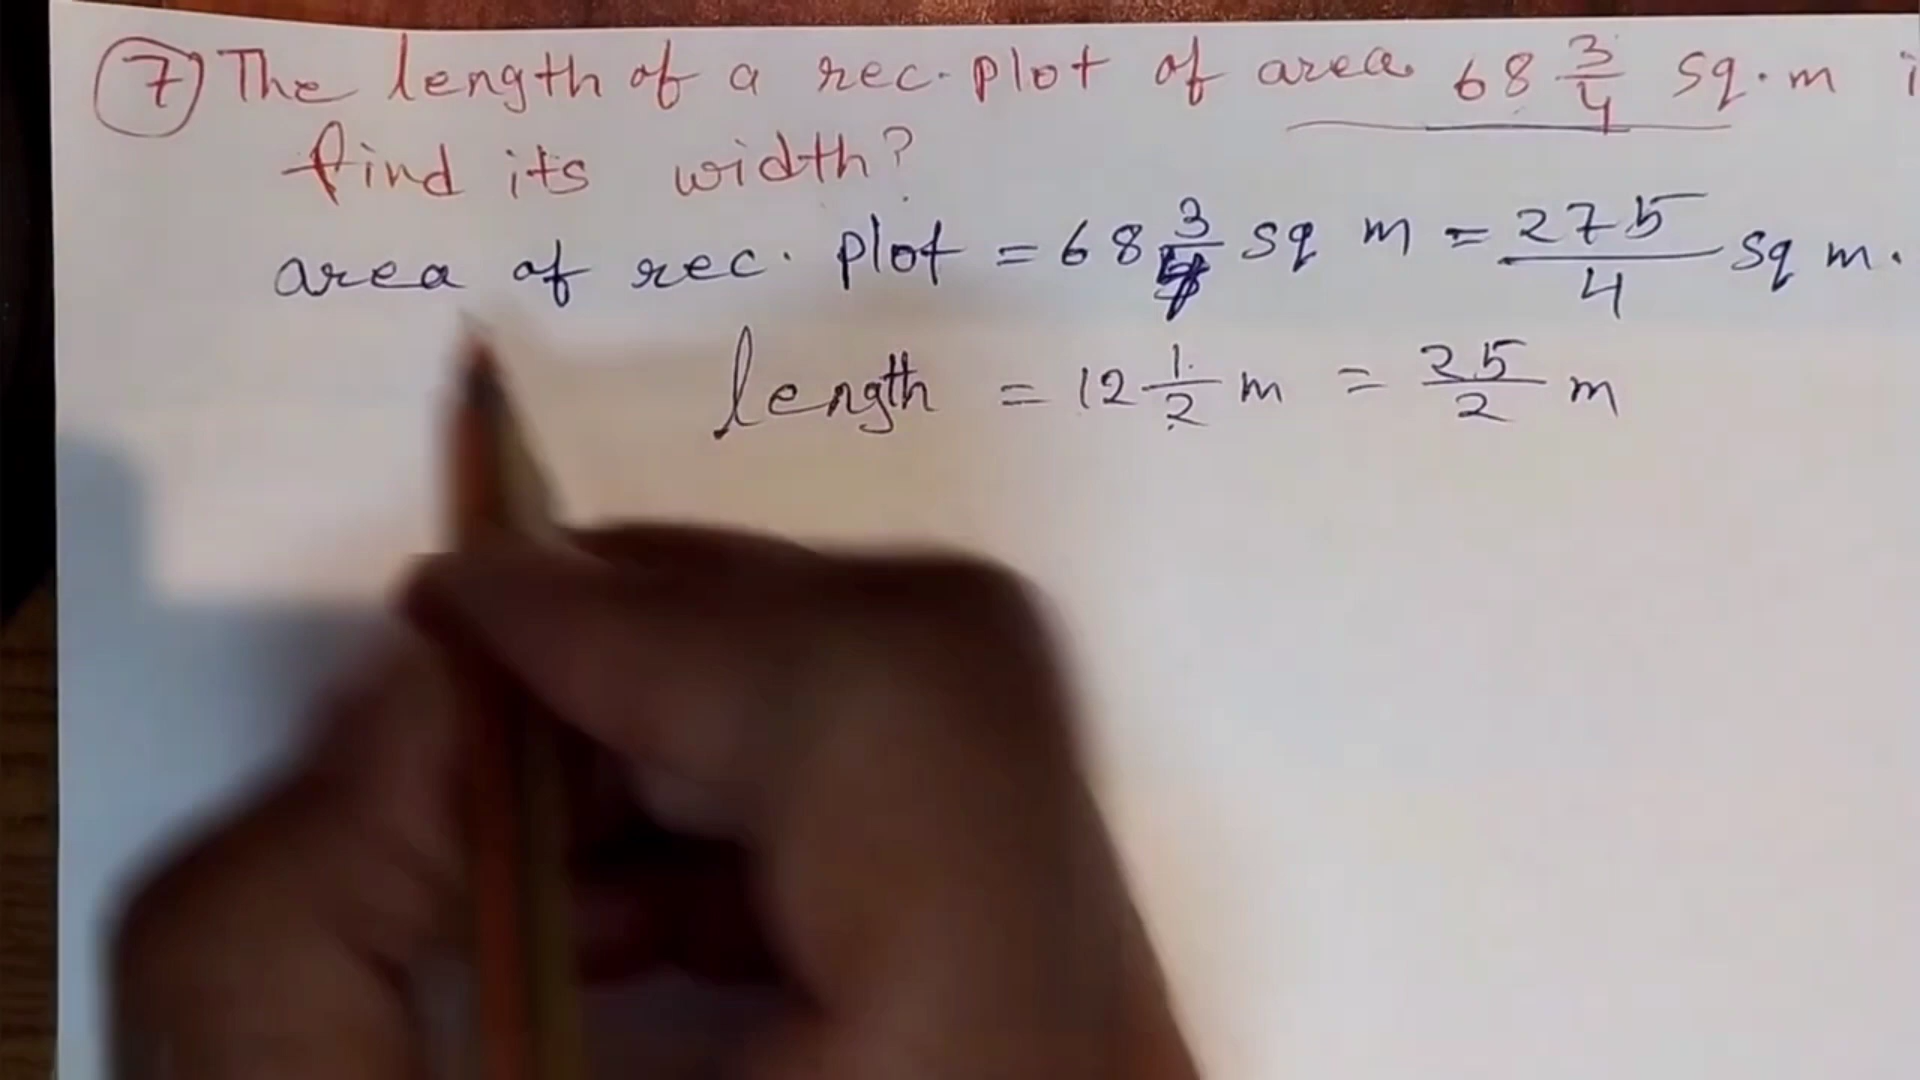 7 The length of a rec. plot of area 68 3/4 sq. m i
find its width?
area of rec. plot = 68 3/4 sq m = 275/4 sq m.
length = 12 1/2 m = 25/2 m